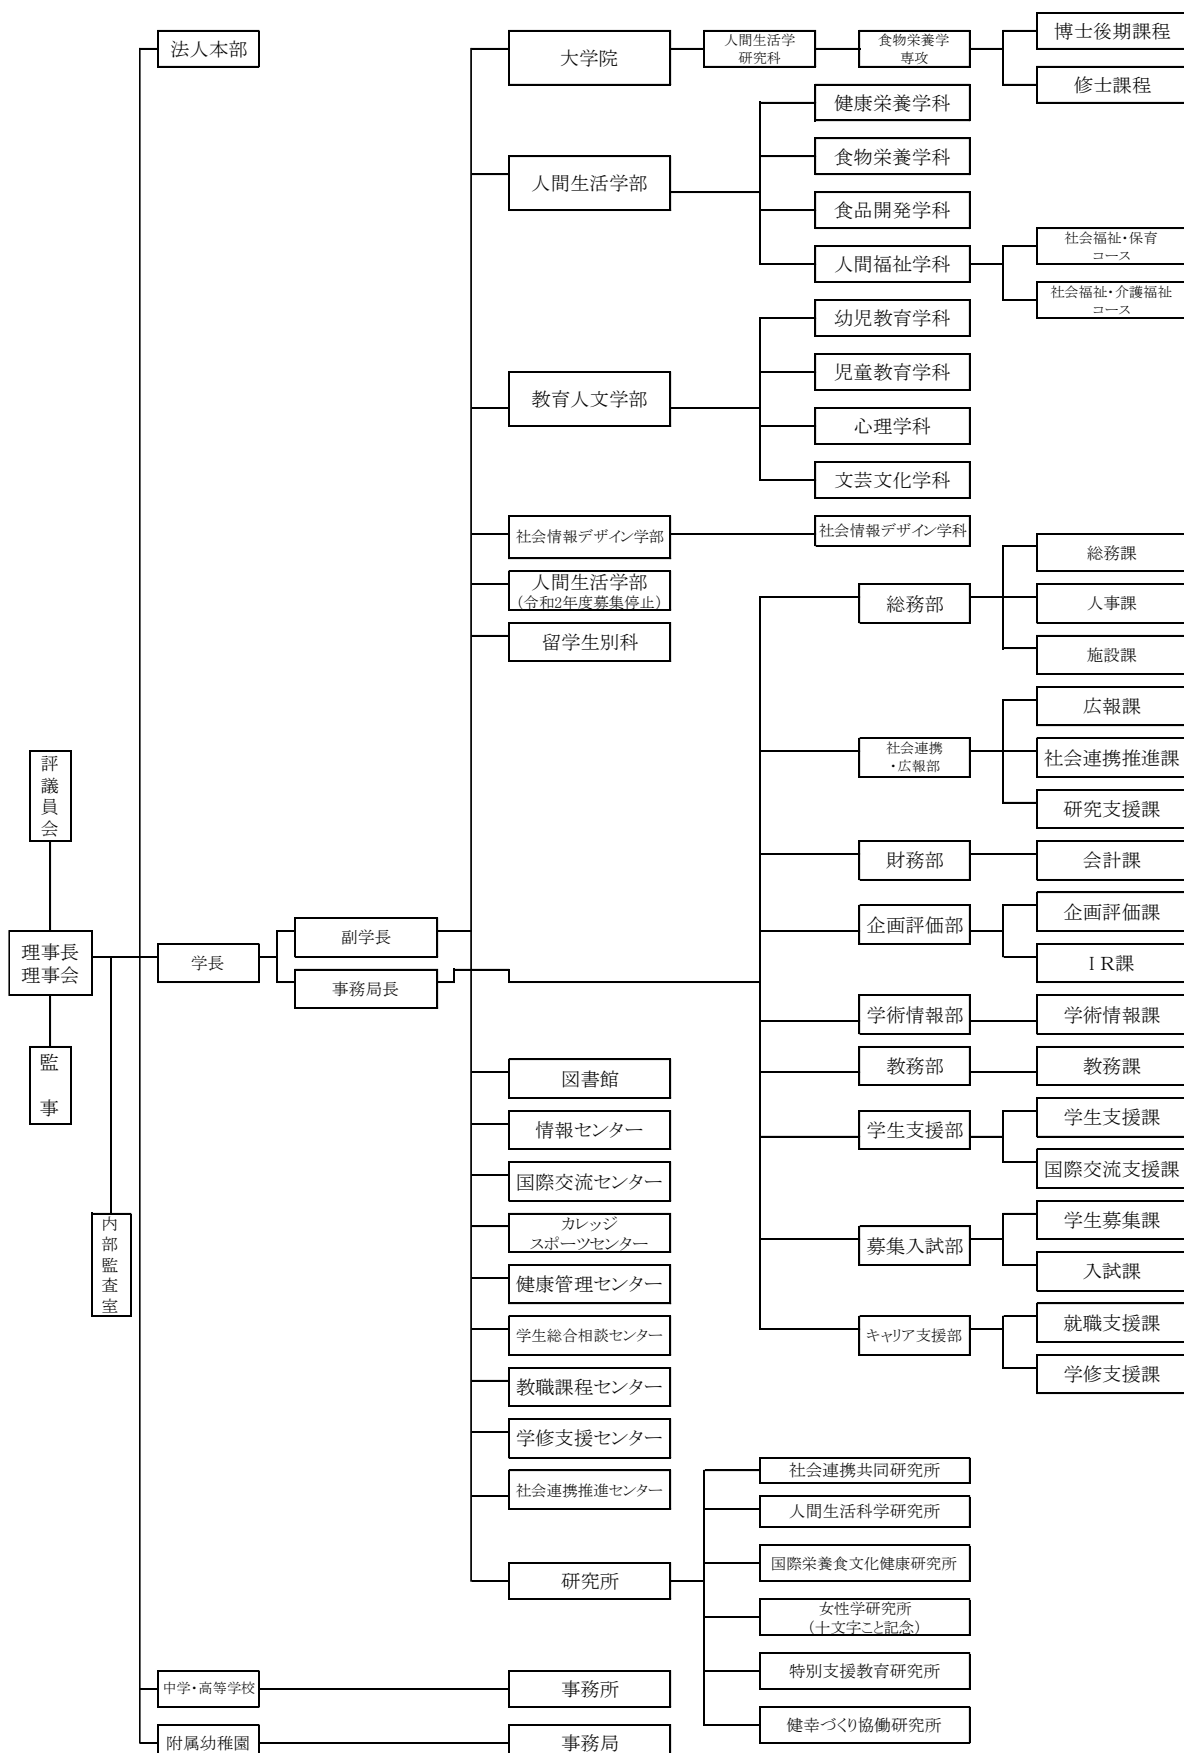 法人本部
大学院
人間生活学
研究科
食物栄養学
専攻
博士後期課程
修士課程
人間生活学部
健康栄養学科
食物栄養学科
食品開発学科
人間福祉学科
社会福祉・保育
コース
社会福祉・介護福祉
コース
教育人文学部
幼児教育学科
児童教育学科
心理学科
文芸文化学科
社会情報デザイン学部
社会情報デザイン学科
人間生活学部
(令和2年度募集停止)
留学生別科
総務部
総務課
人事課
施設課
社会連携
・広報部
広報課
社会連携推進課
研究支援課
財務部
会計課
企画評価部
企画評価課
IR課
学術情報部
学術情報課
教務部
教務課
学生支援部
学生支援課
国際交流支援課
募集入試部
学生募集課
入試課
キャリア支援部
就職支援課
学修支援課
評議員会
理事長
理事会
監事
内部監査室
学長
副学長
事務局長
図書館
情報センター
国際交流センター
カレッジ
スポーツセンター
健康管理センター
学生総合相談センター
教職課程センター
学修支援センター
社会連携推進センター
研究所
社会連携共同研究所
人間生活科学研究所
国際栄養食文化健康研究所
女性学研究所
(十文字こと記念)
特別支援教育研究所
健幸づくり協働研究所
中学・高等学校
事務所
附属幼稚園
事務局